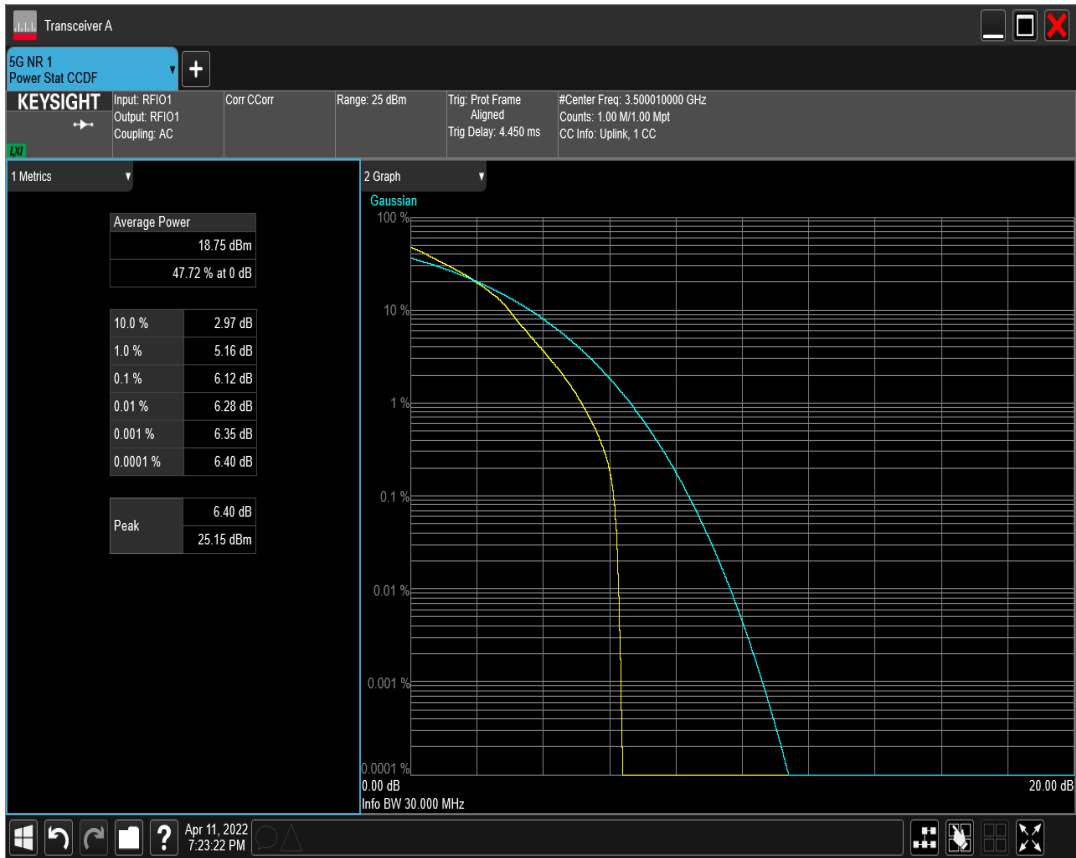 Transceiver A
5G NR 1
Power Stat CCDF
+
KEYSIGHT
LXI
Input: RFIO1
Output: RFIO1
Coupling: AC
Corr CCorr
Range: 25 dBm
Trig: Prot Frame
Aligned
Trig Delay: 4.450 ms
#Center Freq: 3.500010000 GHz
Counts: 1.00 M/1.00 Mpt
CC Info: Uplink, 1 CC
1 Metrics
Average Power
18.75 dBm
47.72 % at 0 dB
10.0 % 2.97 dB
1.0 % 5.16 dB
0.1 % 6.12 dB
0.01 % 6.28 dB
0.001 % 6.35 dB
0.0001 % 6.40 dB
Peak
6.40 dB
25.15 dBm
2 Graph
Gaussian
100 %
10 %
1 %
0.1 %
0.01 %
0.001 %
0.0001 %
0.00 dB 20.00 dB
Info BW 30.000 MHz
?
Apr 11, 2022
7:23:22 PM